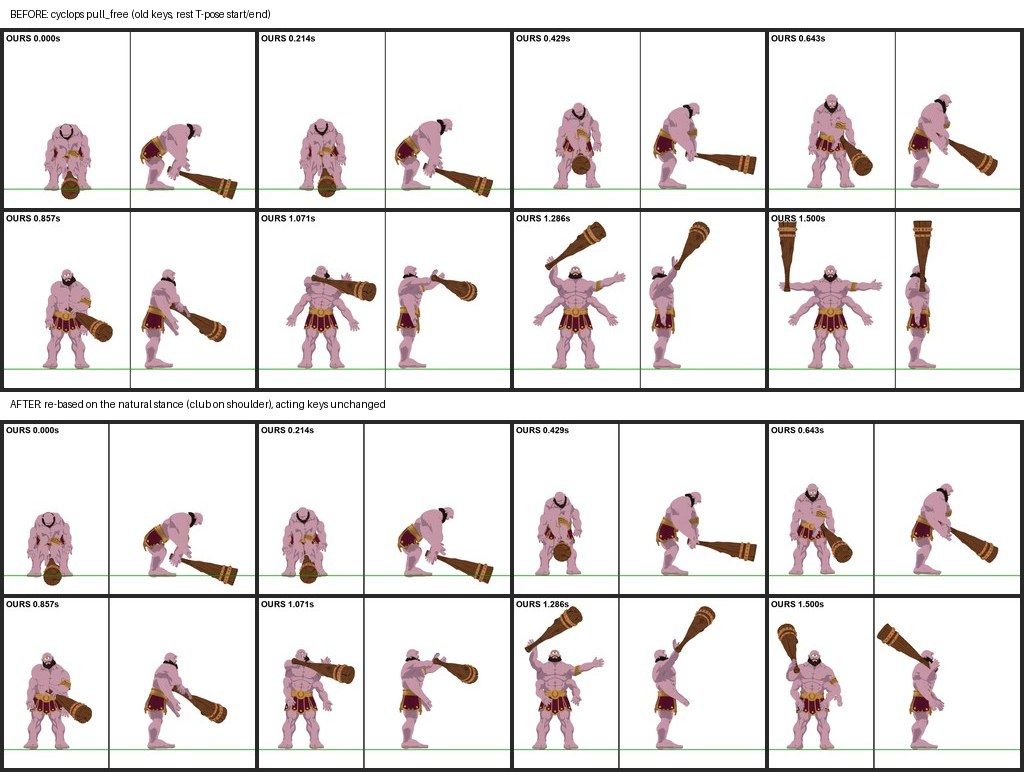 BEFORE: cyclops pull_free (old keys, rest T-pose start/end)
OURS 0.000s
OURS 0.214s
OURS 0.429s
OURS 0.643s
OURS 0.857s
OURS 1.071s
OURS 1.286s
OURS 1.500s
AFTER: re-based on the natural stance (club on shoulder), acting keys unchanged
OURS 0.000s
OURS 0.214s
OURS 0.429s
OURS 0.643s
OURS 0.857s
OURS 1.071s
OURS 1.286s
OURS 1.500s